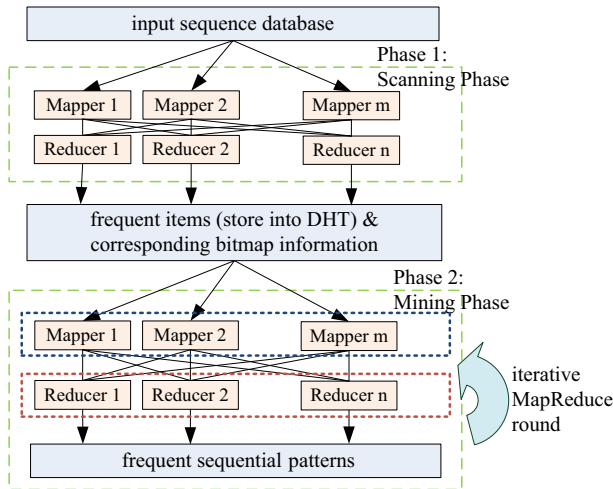 input sequence database
Phase 1:
Scanning Phase
Mapper 1 Mapper 2 Mapper m
Reducer 1 Reducer 2 Reducer n
frequent items (store into DHT) &
corresponding bitmap information
Phase 2:
Mining Phase
Mapper 1 Mapper 2 Mapper m
Reducer 1 Reducer 2 Reducer n
iterative
MapReduce
round
frequent sequential patterns